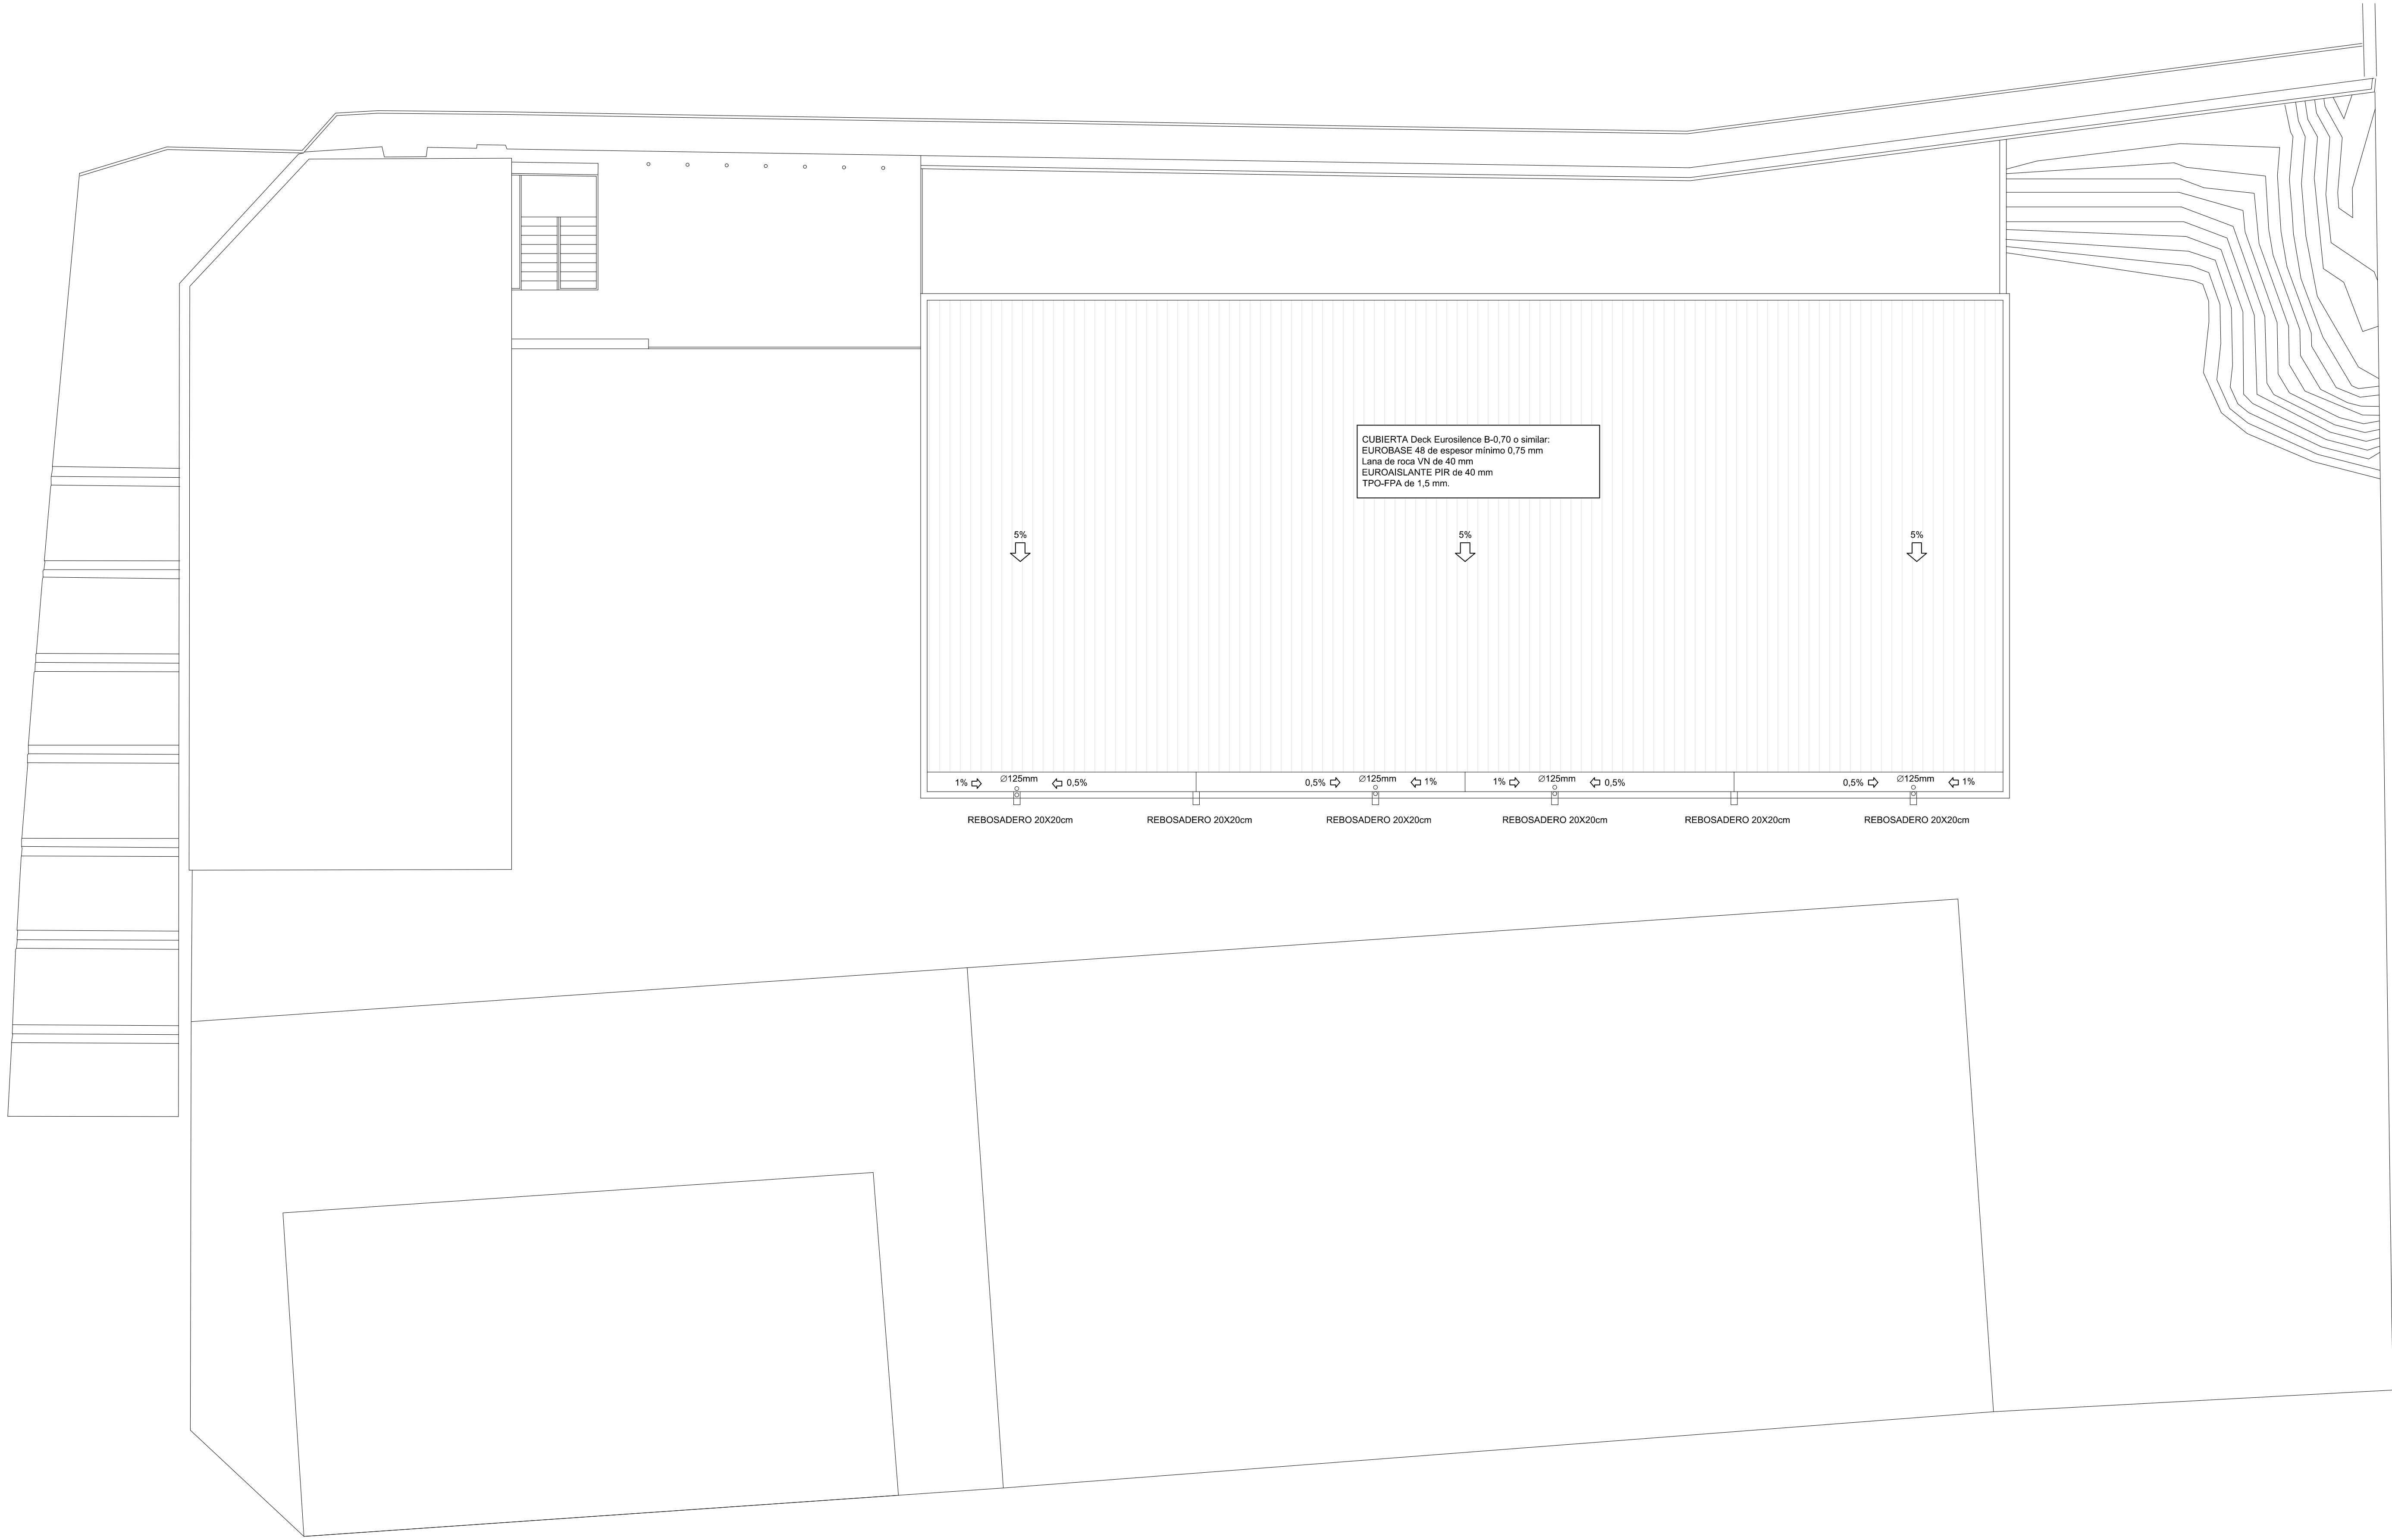 CUBIERTA Deck Eurosilence B-0,70 o similar:
EUROBASE 48 de espesor mínimo 0,75 mm
Lana de roca VN de 40 mm
EUROAISLANTE PIR de 40 mm
TPO-FPA de 1,5 mm.
5%
5%
5%
1%
∅125mm
0,5%
0,5%
∅125mm
1%
1%
∅125mm
0,5%
0,5%
∅125mm
1%
REBOSADERO 20X20cm
REBOSADERO 20X20cm
REBOSADERO 20X20cm
REBOSADERO 20X20cm
REBOSADERO 20X20cm
REBOSADERO 20X20cm